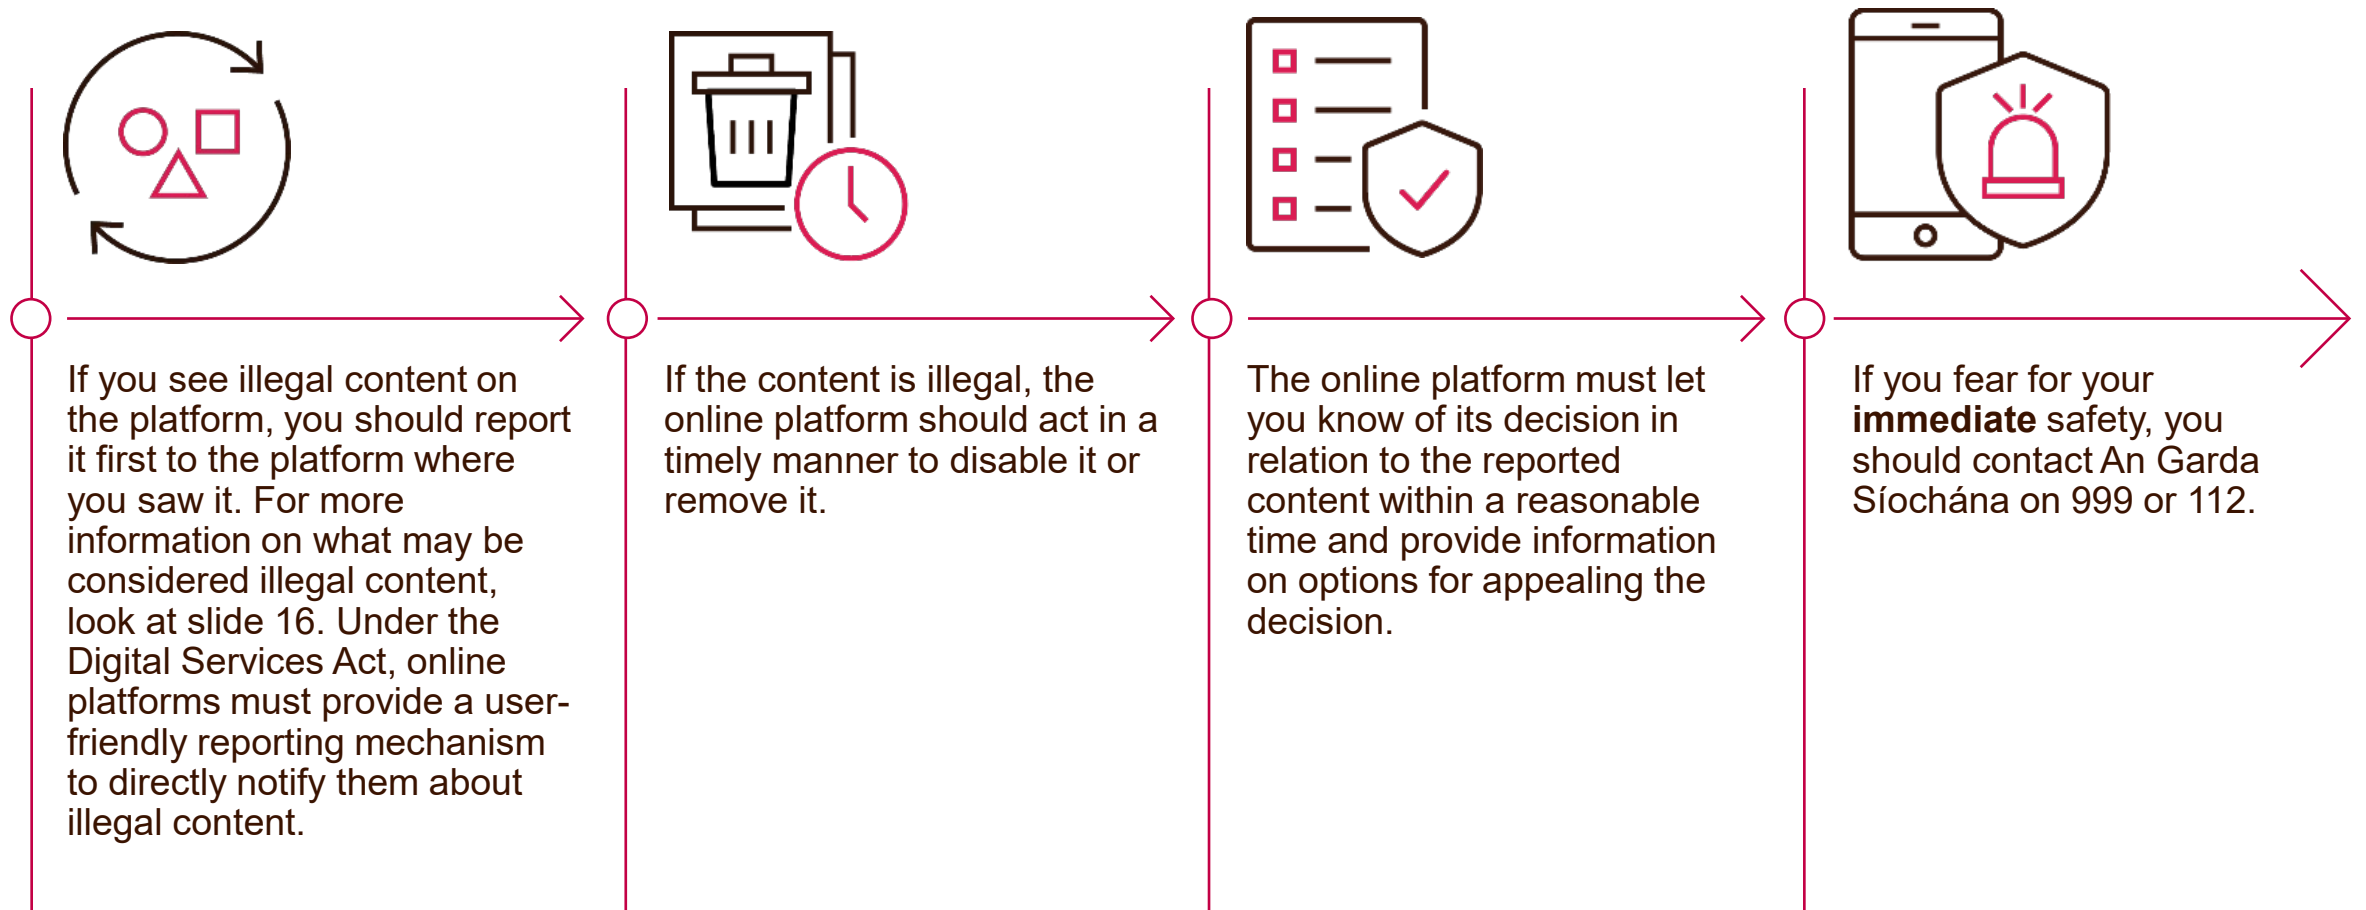 If you see illegal content on
the platform, you should report
it first to the platform where
you saw it. For more
information on what may be
considered illegal content,
look at slide 16. Under the
Digital Services Act, online
platforms must provide a user-
friendly reporting mechanism
to directly notify them about
illegal content.
If the content is illegal, the
online platform should act in a
timely manner to disable it or
remove it.
The online platform must let
you know of its decision in
relation to the reported
content within a reasonable
time and provide information
on options for appealing the
decision.
If you fear for your
immediate safety, you
should contact An Garda
Síochána on 999 or 112.